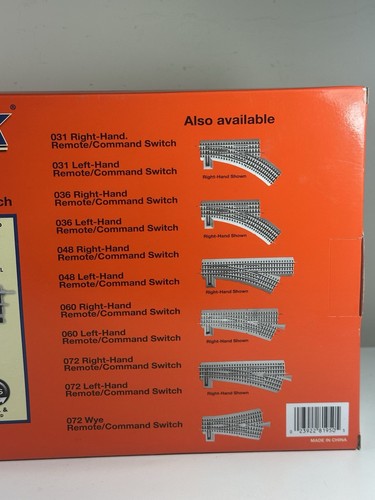 ®
K
Also available
031 Right-Hand.
Remote/Command Switch
031 Left-Hand
Remote/Command Switch
Right-Hand Shown
036 Right-Hand
Remote/Command Switch
036 Left-Hand
Remote/Command Switch
Right-Hand Shown
048 Right-Hand
Remote/Command Switch
048 Left-Hand
Remote/Command Switch
Right-Hand Shown
060 Right-Hand
Remote/Command Switch
060 Left-Hand
Remote/Command Switch
Right-Hand Shown
072 Right-Hand
Remote/Command Switch
072 Left-Hand
Remote/Command Switch
Right-Hand Shown
072 Wye
Remote/Command Switch
ch
MADE IN CHINA